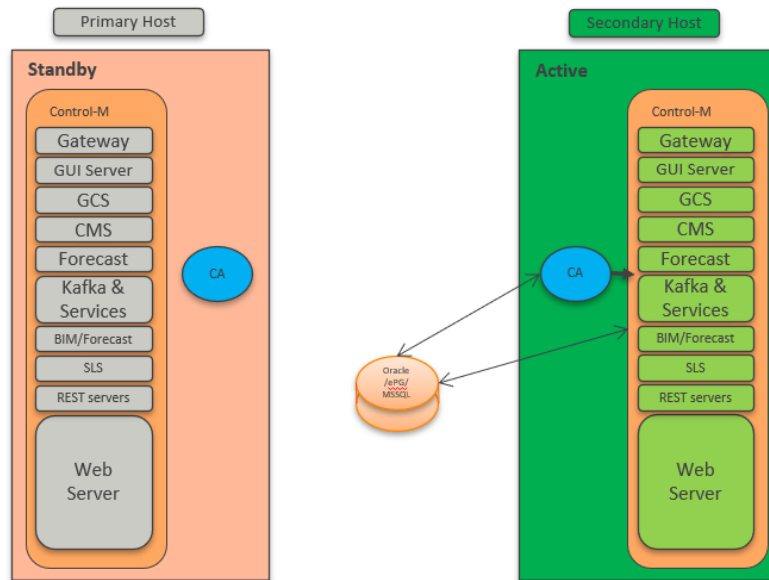 Primary Host
Secondary Host
Standby
Control-M
Gateway
GUI Server
GCS
CMS
Forecast
Kafka &
Services
BIM/Forecast
SLS
REST servers
Web
Server
CA
Oracle
/ePG/
MSSQL
Active
CA
Control-M
Gateway
GUI Server
GCS
CMS
Forecast
Kafka &
Services
BIM/Forecast
SLS
REST servers
Web
Server